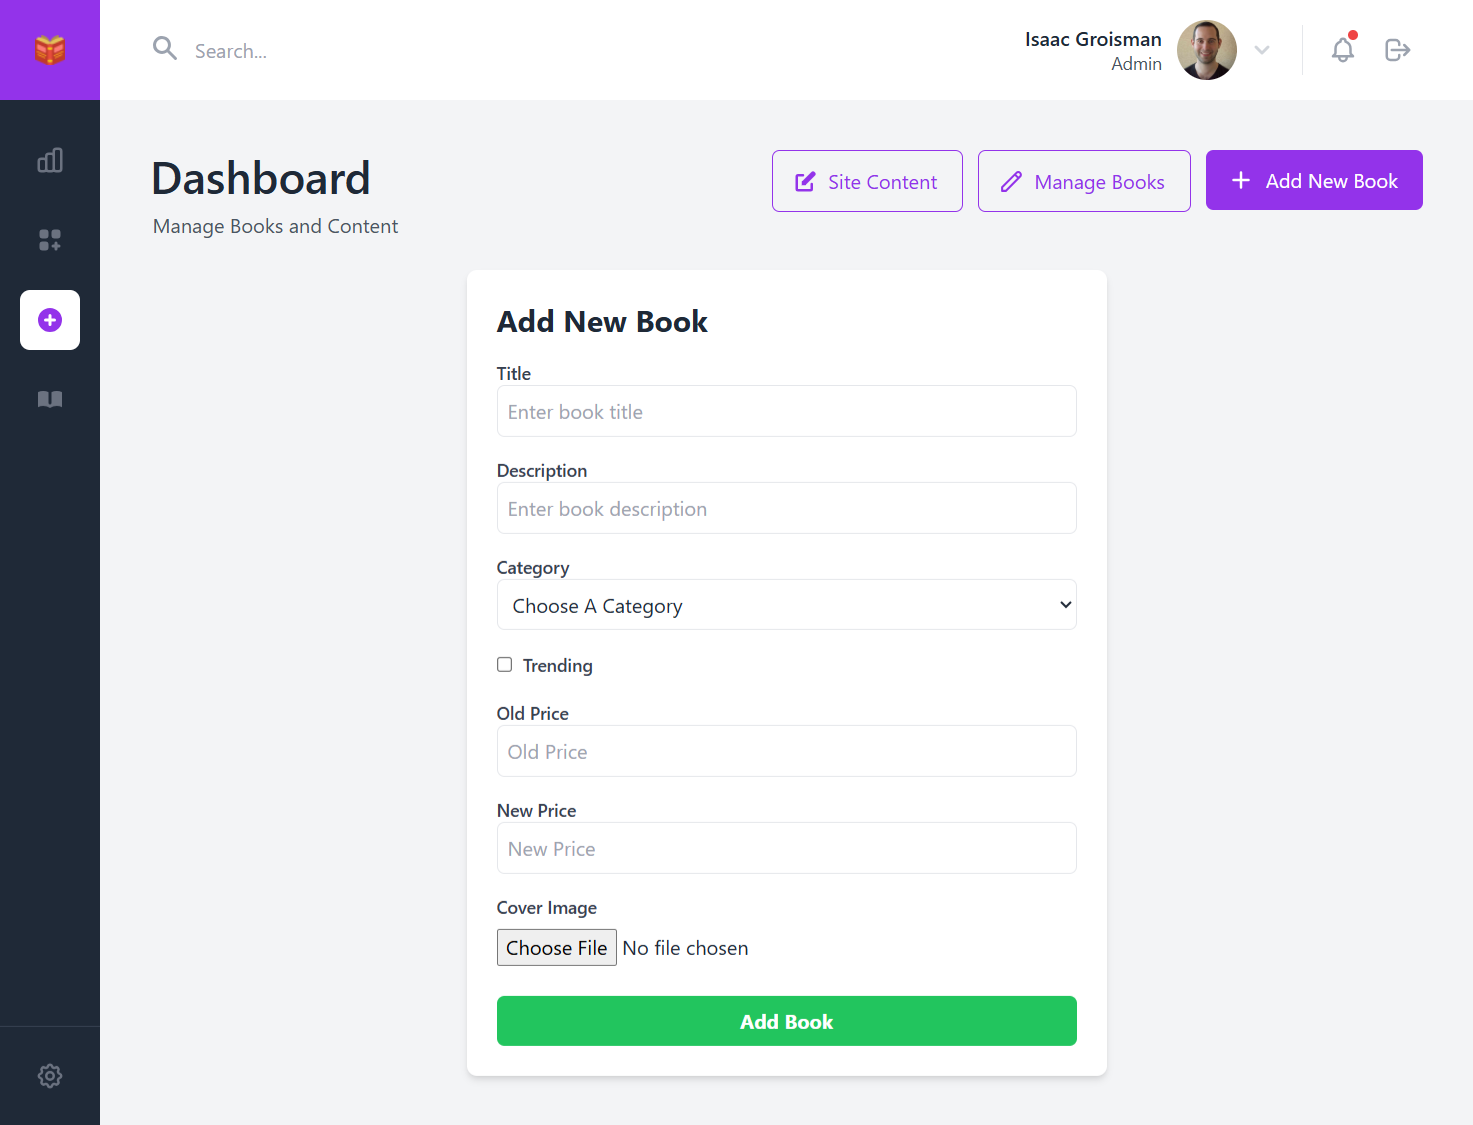 Search...
Isaac Groisman
Admin
Dashboard
Manage Books and Content
Site Content
Manage Books
Add New Book
Add New Book
Title
Enter book title
Description
Enter book description
Category
Choose A Category
Trending
Old Price
Old Price
New Price
New Price
Cover Image
Choose File No file chosen
Add Book